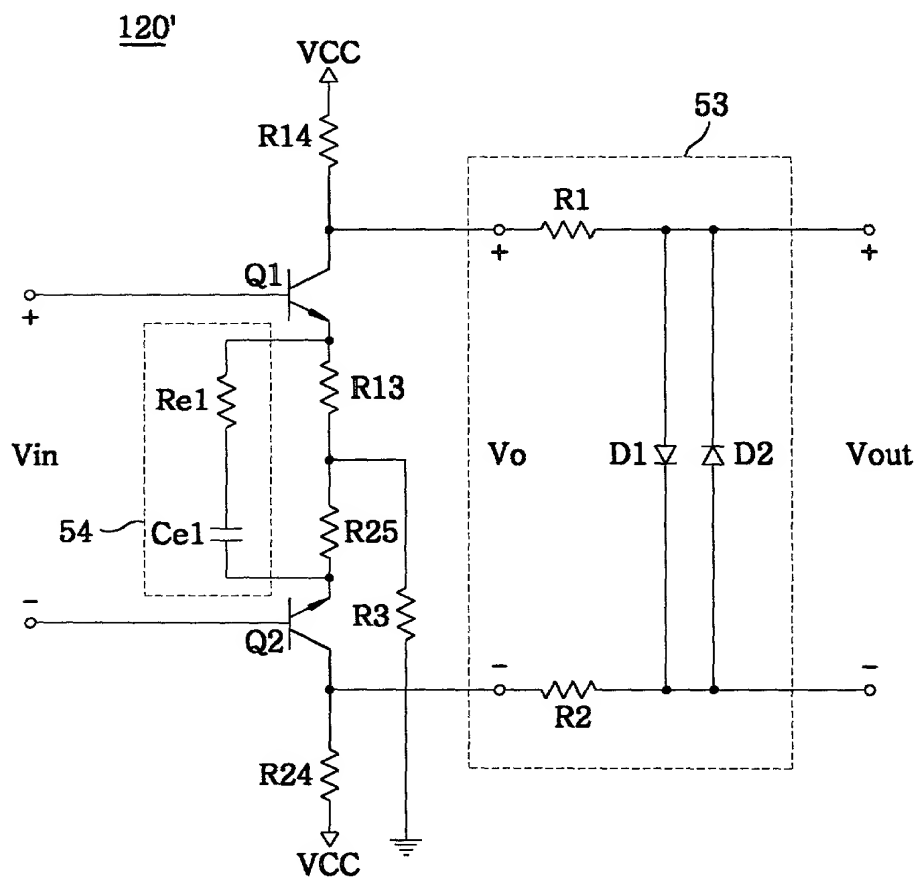 120'
VCC
53
R14
R1
+
+
Q1
+
R13
Re1
Vin
Vo
D1
D2
Vout
54
Ce1
R25
−
R3
Q2
−
−
R2
R24
VCC